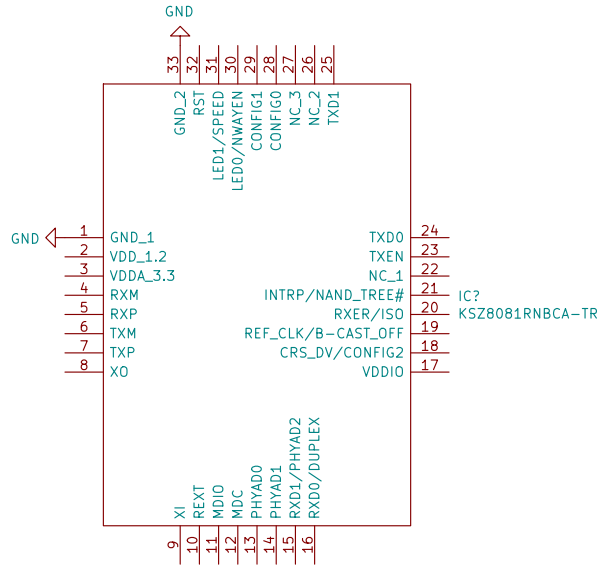 GND
33 32 31 30 29 28 27 26 25
GND_2
RST
LED1/SPEED
LED0/NWAYEN
CONFIG1
CONFIG0
NC_3
NC_2
TXD1
GND 1 GND_1 TXD0 24
2 VDD_1.2 TXEN 23
3 VDDA_3.3 NC_1 22
4 RXM INTRP/NAND_TREE# 21 IC?
5 RXP RXER/ISO 20 KSZ8081RNBCA-TR
6 TXM REF_CLK/B-CAST_OFF 19
7 TXP CRS_DV/CONFIG2 18
8 XO VDDIO 17
XI
REXT
MDIO
MDC
PHYAD0
PHYAD1
RXD1/PHYAD2
RXD0/DUPLEX
9 10 11 12 13 14 15 16